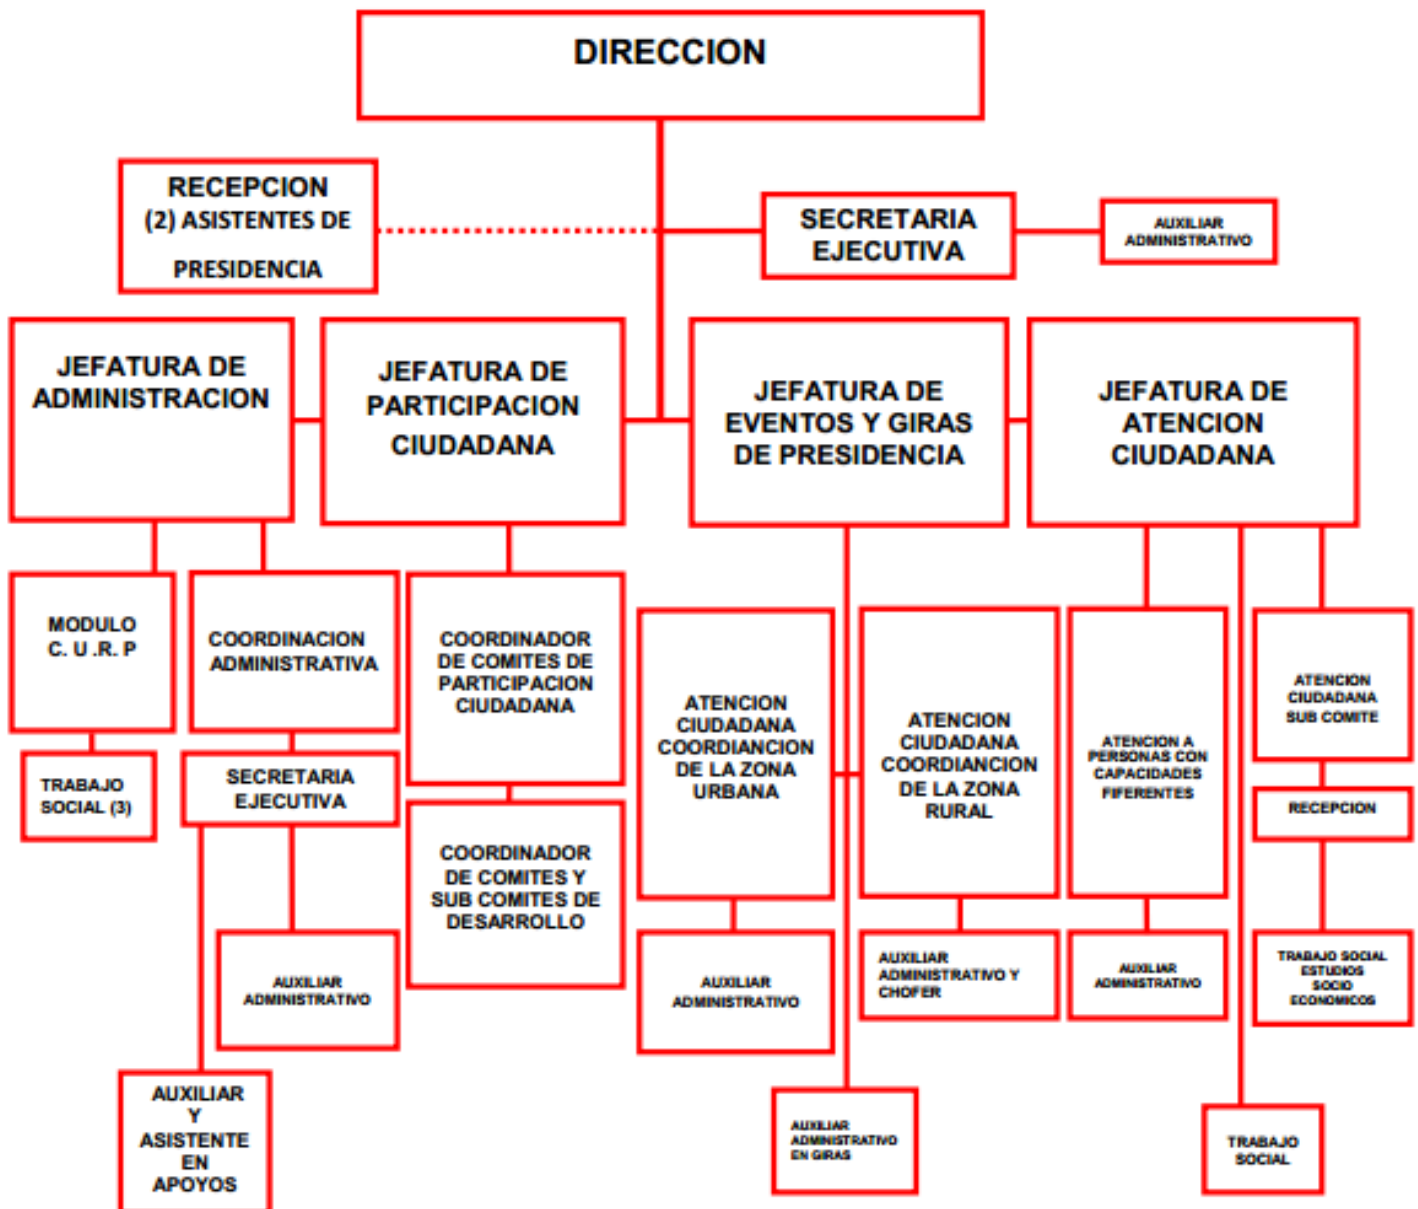 DIRECCION
RECEPCION
(2) ASISTENTES DE
PRESIDENCIA
SECRETARIA
EJECUTIVA
AUXILIAR
ADMINISTRATIVO
JEFATURA DE
ADMINISTRACION
JEFATURA DE
PARTICIPACION
CIUDADANA
JEFATURA DE
EVENTOS Y GIRAS
DE PRESIDENCIA
JEFATURA DE
ATENCION
CIUDADANA
MODULO
C. U .R. P
COORDINACION
ADMINISTRATIVA
COORDINADOR
DE COMITES DE
PARTICIPACION
CIUDADANA
ATENCION
CIUDADANA
COORDIANCION
DE LA ZONA
URBANA
ATENCION
CIUDADANA
COORDIANCION
DE LA ZONA
RURAL
ATENCION A
PERSONAS CON
CAPACIDADES
FIFERENTES
ATENCION
CIUDADANA
SUB COMITE
TRABAJO
SOCIAL (3)
SECRETARIA
EJECUTIVA
RECEPCION
COORDINADOR
DE COMITES Y
SUB COMITES DE
DESARROLLO
AUXILIAR
ADMINISTRATIVO
AUXILIAR
ADMINISTRATIVO
AUXILIAR
ADMINISTRATIVO Y
CHOFER
AUXILIAR
ADMINISTRATIVO
TRABAJO SOCIAL
ESTUDIOS
SOCIO
ECONOMICOS
AUXILIAR
Y
ASISTENTE
EN
APOYOS
AUXILIAR
ADMINISTRATIVO
EN GIRAS
TRABAJO
SOCIAL